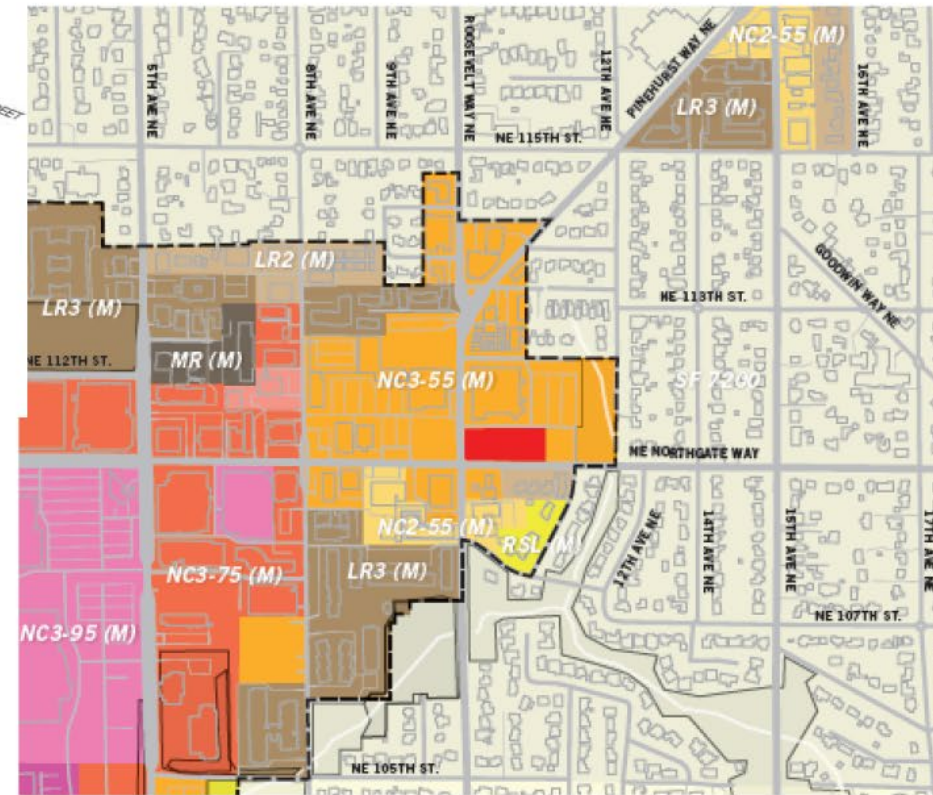 EET
5TH AVE NE
8TH AVE NE
9TH AVE NE
ROOSEVELT WAY NE
12TH AVE NE
PINEHURST WAY NE
NC2-55 (M)
LR3 (M)
15TH AVE NE
NE 115TH ST.
LR2 (M)
GOODWIN WAY NE
LR3 (M)
NE 113TH ST.
NE 112TH ST.
MR (M)
NC3-55 (M)
SF 7200
NE NORTHGATE WAY
NC2-55 (M)
RSL (M)
12TH AVE NE
14TH AVE NE
15TH AVE NE
17TH AVE NE
NC3-75 (M)
LR3 (M)
NE 107TH ST.
NC3-95 (M)
NE 105TH ST.